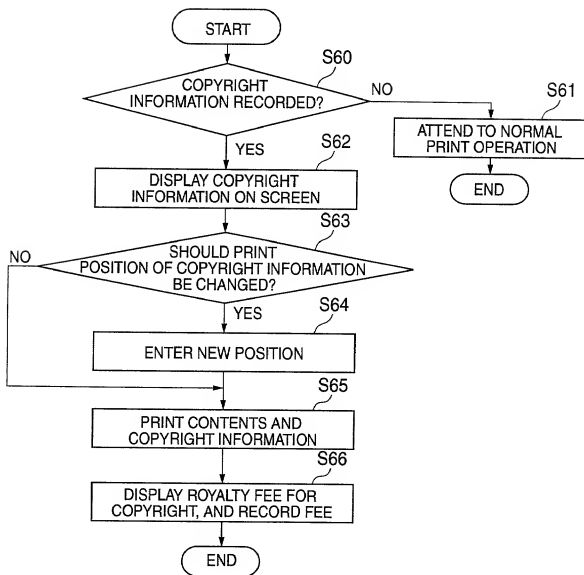 START
S60
COPYRIGHT
INFORMATION RECORDED?
NO
S61
ATTEND TO NORMAL
PRINT OPERATION
END
YES
S62
DISPLAY COPYRIGHT
INFORMATION ON SCREEN
S63
NO
SHOULD PRINT
POSITION OF COPYRIGHT INFORMATION
BE CHANGED?
YES
S64
ENTER NEW POSITION
S65
PRINT CONTENTS AND
COPYRIGHT INFORMATION
S66
DISPLAY ROYALTY FEE FOR
COPYRIGHT, AND RECORD FEE
END